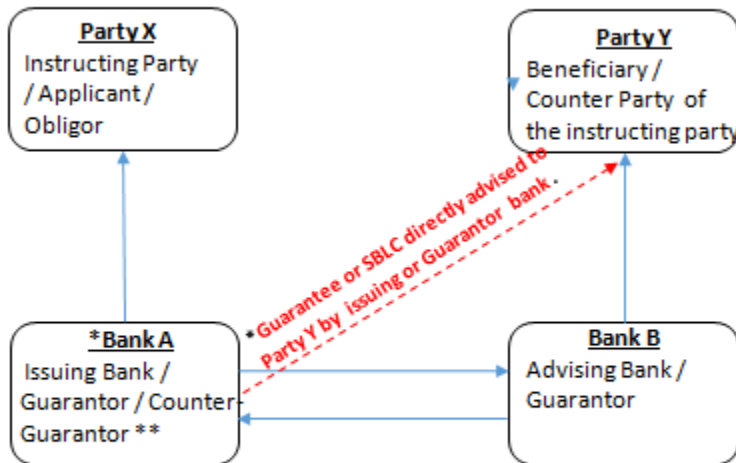 Party X
Instructing Party
/ Applicant /
Obligor
Party Y
Beneficiary /
Counter Party of
the instructing party
*Guarantee or SBLC directly advised to
Party Y by issuing or Guarantor bank .
*Bank A
Issuing Bank /
Guarantor / Counter-
Guarantor **
Bank B
Advising Bank /
Guarantor